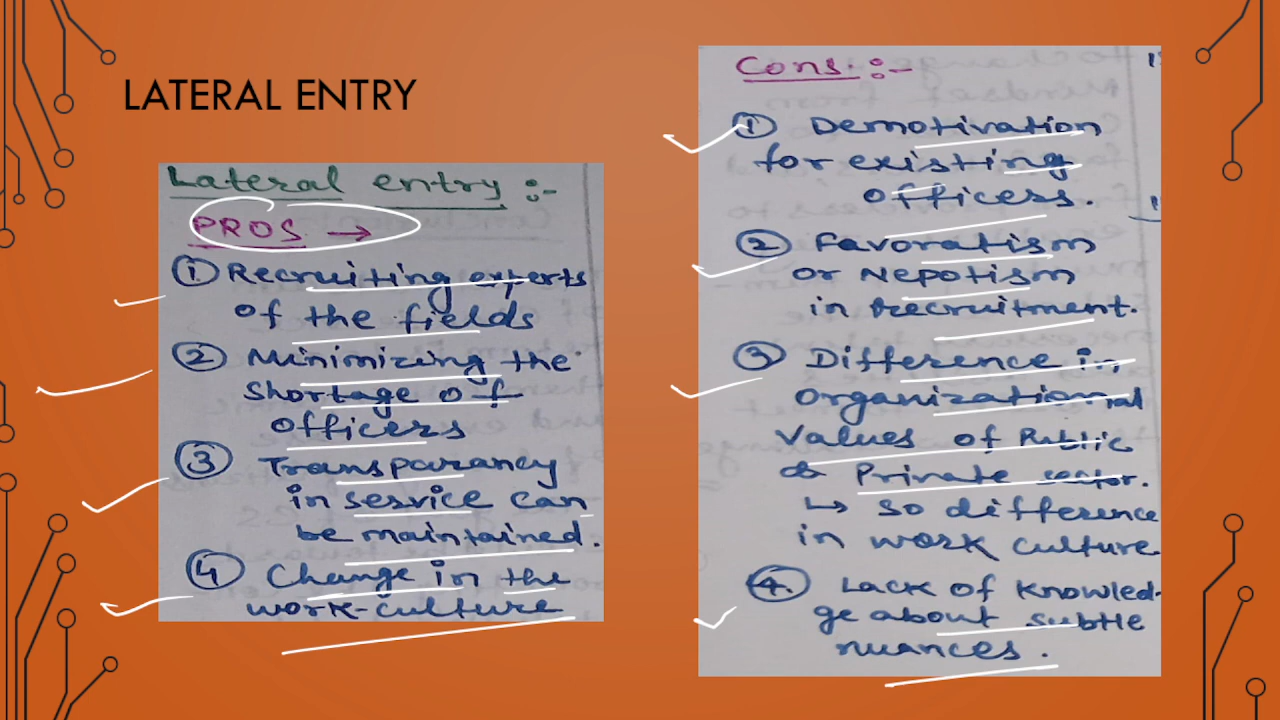 LATERAL ENTRY
Lateral entry :-
PROS →
① Recruiting experts
of the fields
② Minimizing the
shortage of
officers
③ Transparancy
in service can
be maintained.
④ Change in the
work-culture
Cons :-
① Demotivation
for existing
officers.
② Favoratism
or Nepotism
in recruitment.
③ Difference in
organizational
values of Public
& Private sector.
↳ so difference
in work culture
④ Lack of knowled-
ge about subtle
nuances.